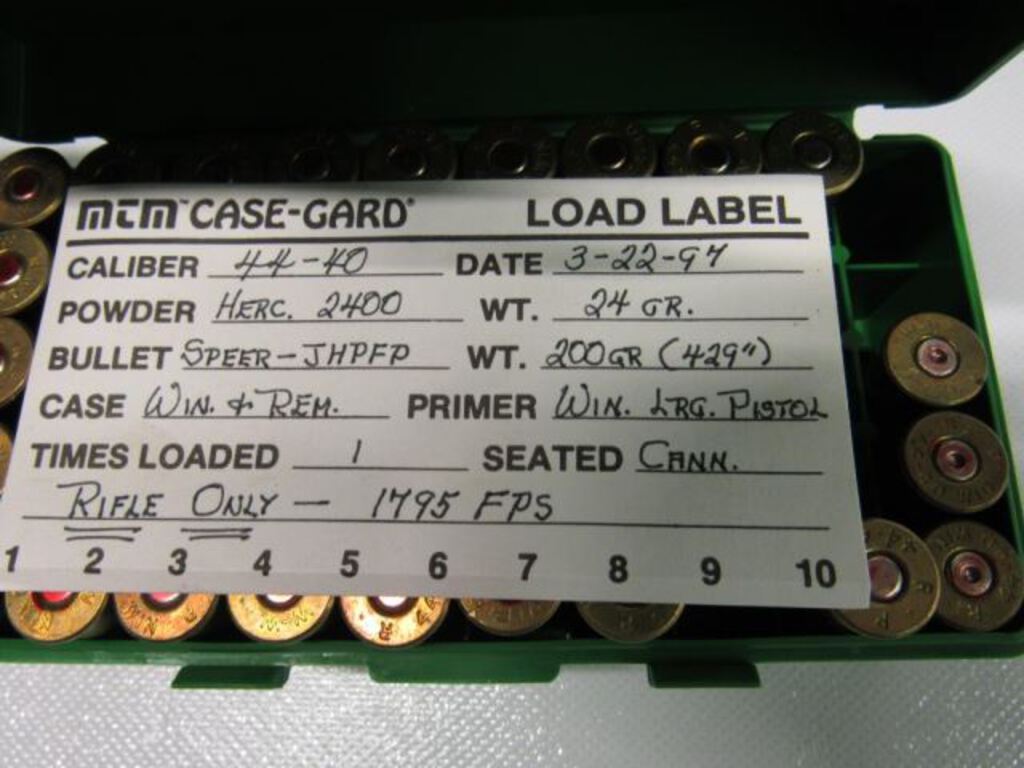 MTM™ CASE-GARD® LOAD LABEL
CALIBER 44-40 DATE 3-22-97
POWDER HERC. 2400 WT. 24 GR.
BULLET SPEER-JHPFP WT. 200GR (429")
CASE WIN. & REM. PRIMER WIN. LRG. PISTOL
TIMES LOADED 1 SEATED CANN.
RIFLE ONLY — 1795 FPS
1 2 3 4 5 6 7 8 9 10